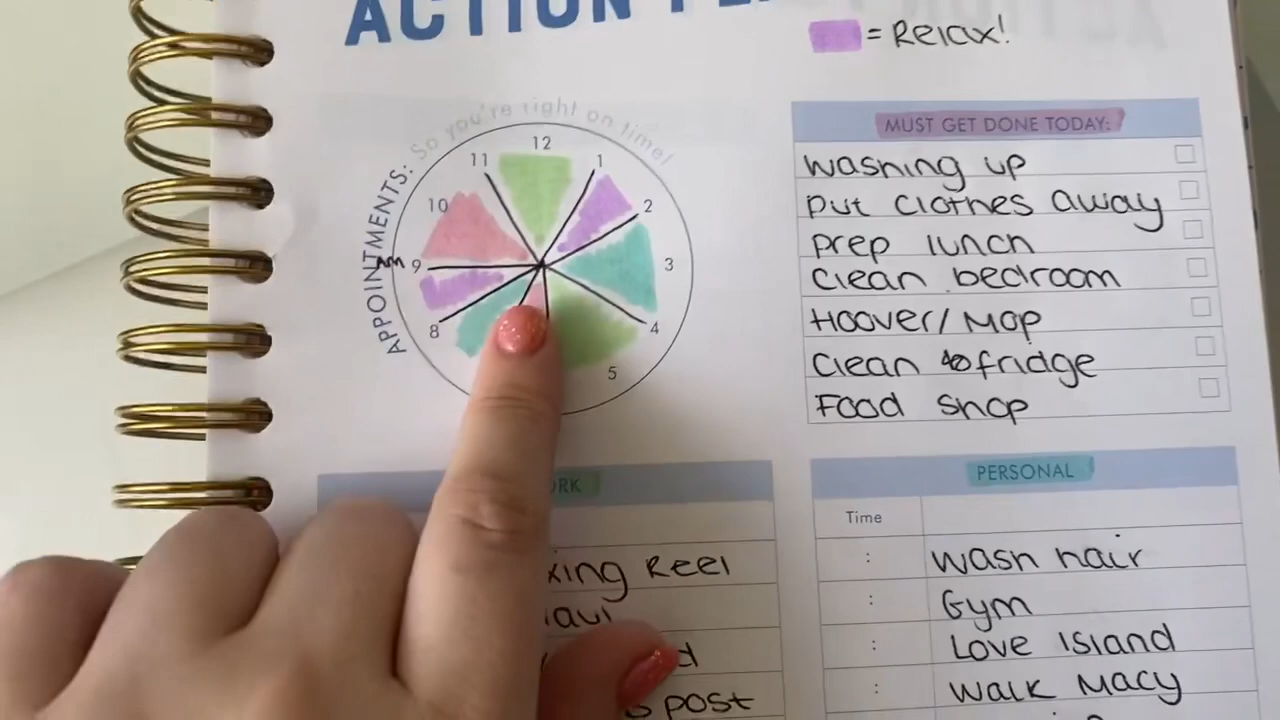 ACTION
= Relax!
So you're right on time!
APPOINTMENTS:
12
11
1
10
2
9
3
8
4
5
MUST GET DONE TODAY:
washing up
put clothes away
prep lunch
clean bedroom
Hoover/Mop
Clean fridge
Food shop
PERSONAL
Time
: wash hair
: Gym
: Love Island
: Walk Macy
Reel
post